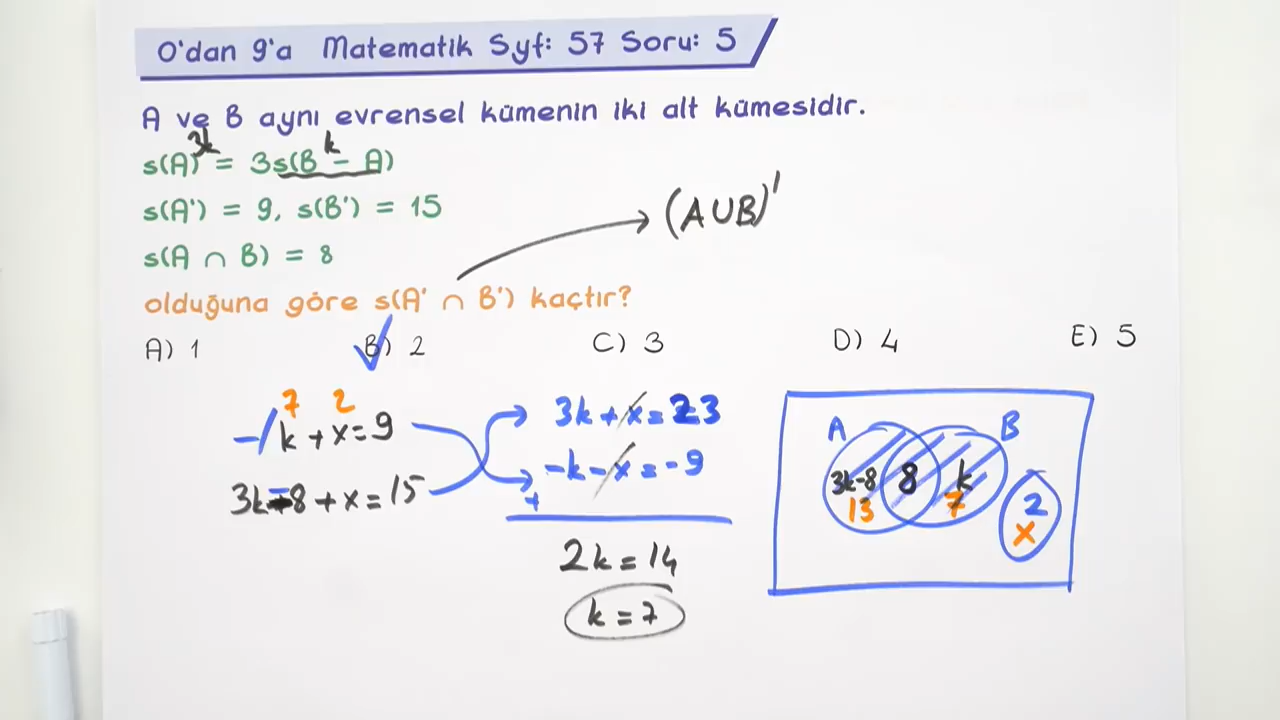 0'dan 9'a Matematik Syf: 57 Soru: 5
A ve B aynı evrensel kümenin iki alt kümesidir.
3k k
s(A) = 3s(B - A)
s(A') = 9, s(B') = 15
(A∪B)'
s(A ∩ B) = 8
olduğuna göre s(A' ∩ B') kaçtır?
A) 1 B) 2 C) 3 D) 4 E) 5
7 2
-/ k + x = 9
3k-8 + x = 15
3k + x = 23
-k - x = -9
+
2k = 14
k = 7
A B
3k-8 8 k
13 7
2
x